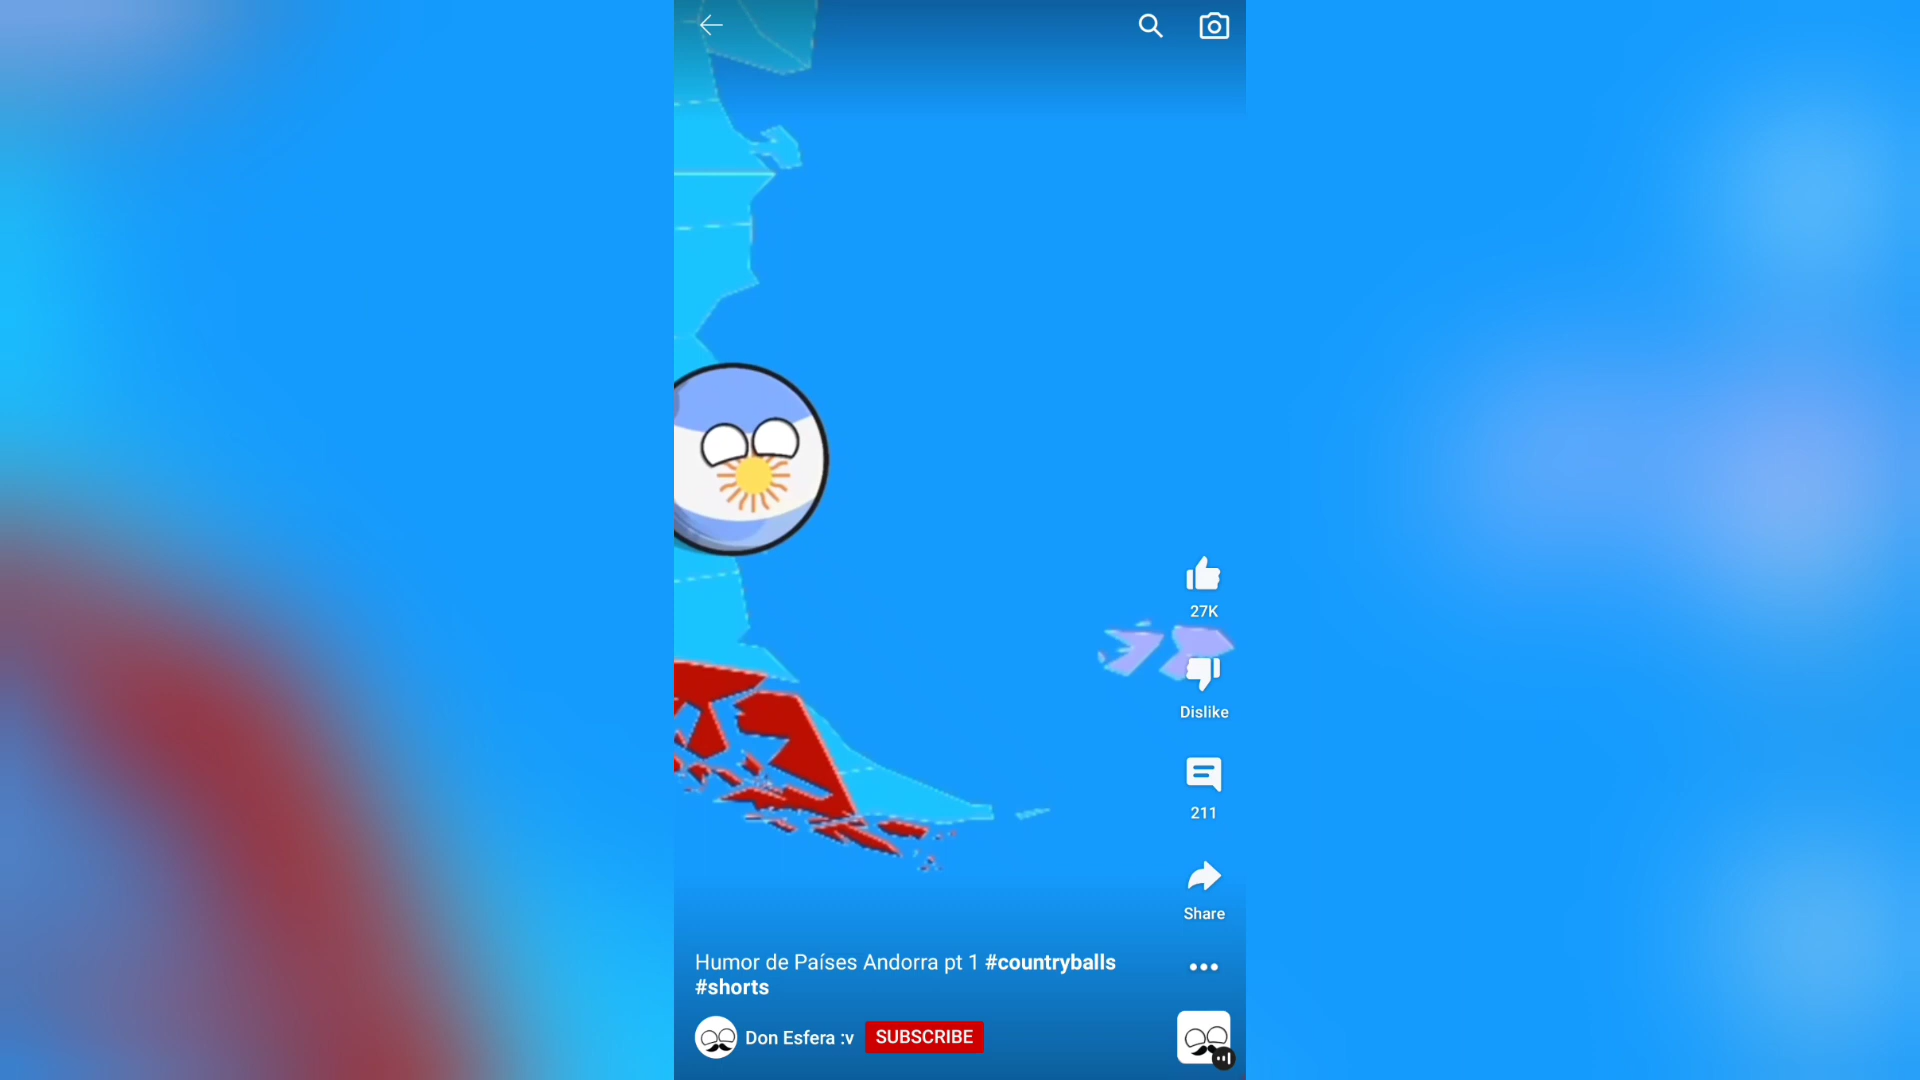 27K
Dislike
211
Share
Humor de Países Andorra pt 1 #countryballs
#shorts
Don Esfera :v SUBSCRIBE